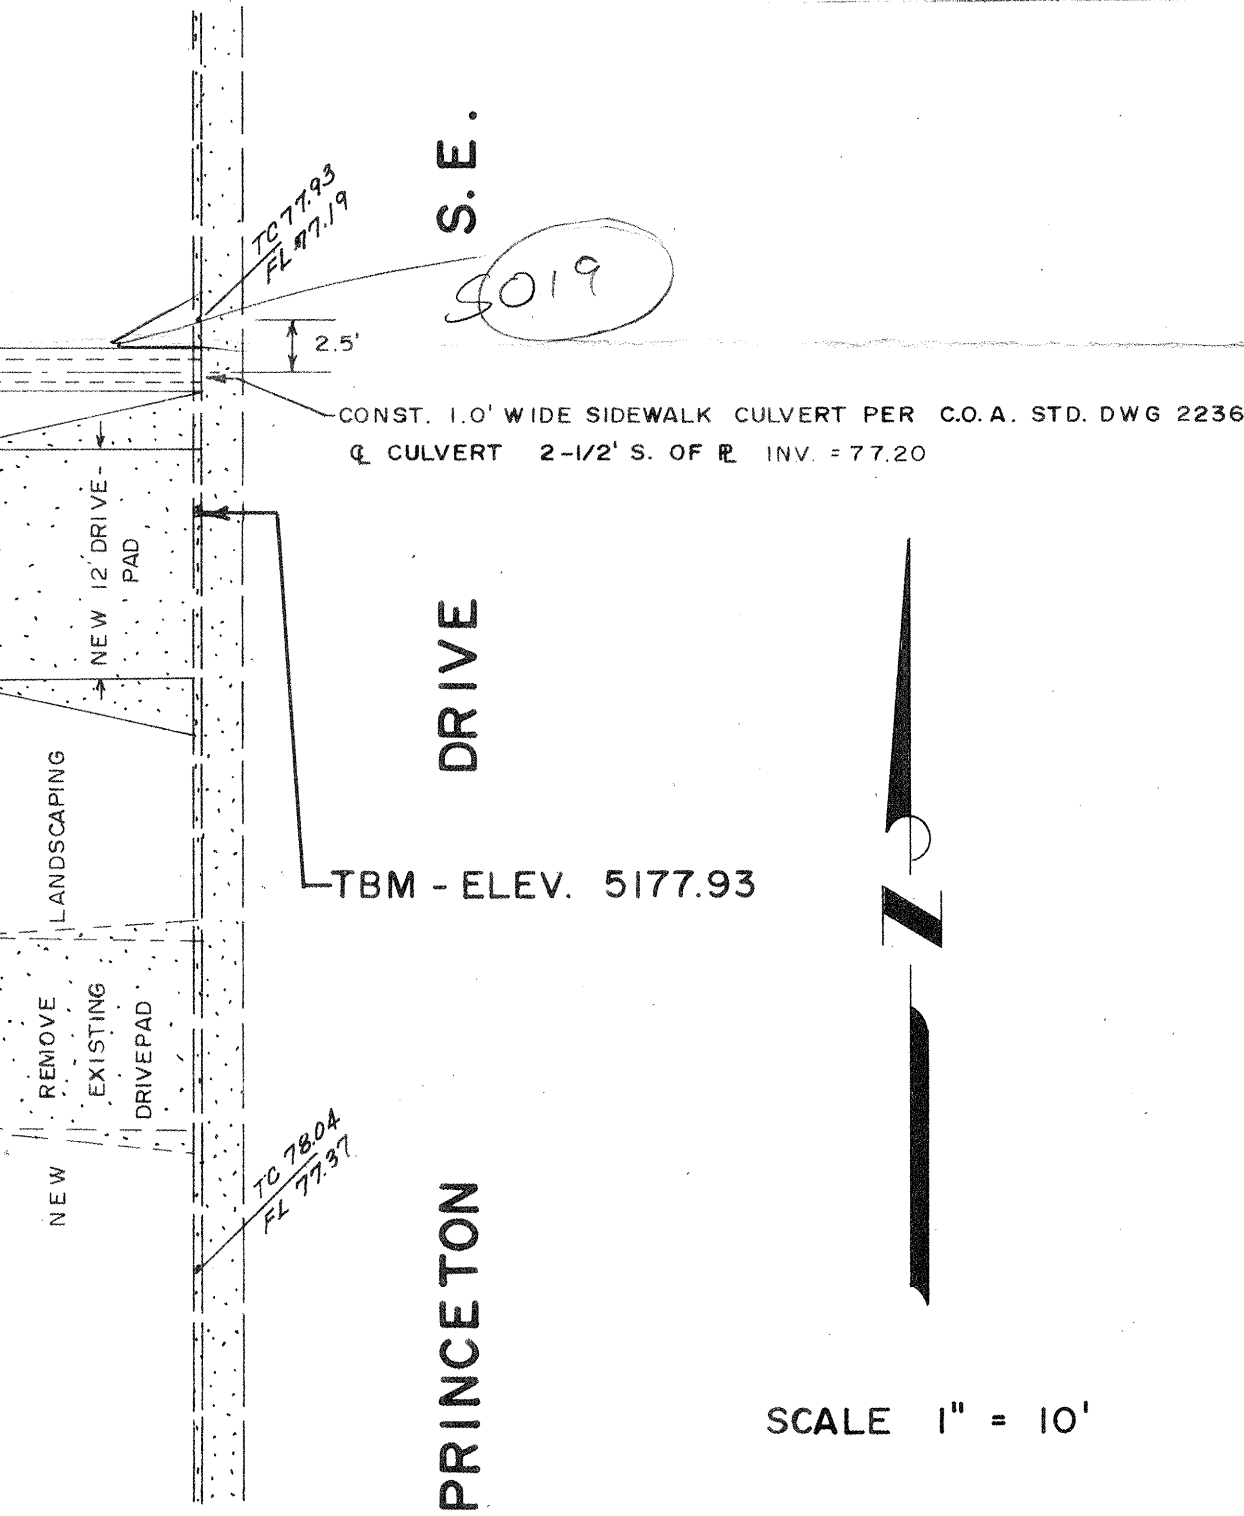 S. E.
TC 77.93
FL 77.19
5019
2.5'
CONST. 1.0' WIDE SIDEWALK CULVERT PER C.O.A. STD. DWG 2236
℄ CULVERT 2-1/2' S. OF ⅊ INV. = 77.20
NEW 12' DRIVE-
PAD
DRIVE
LANDSCAPING
TBM - ELEV. 5177.93
N
REMOVE
EXISTING
DRIVEPAD
TC 78.04
FL 77.37
NEW
PRINCETON
SCALE 1" = 10'